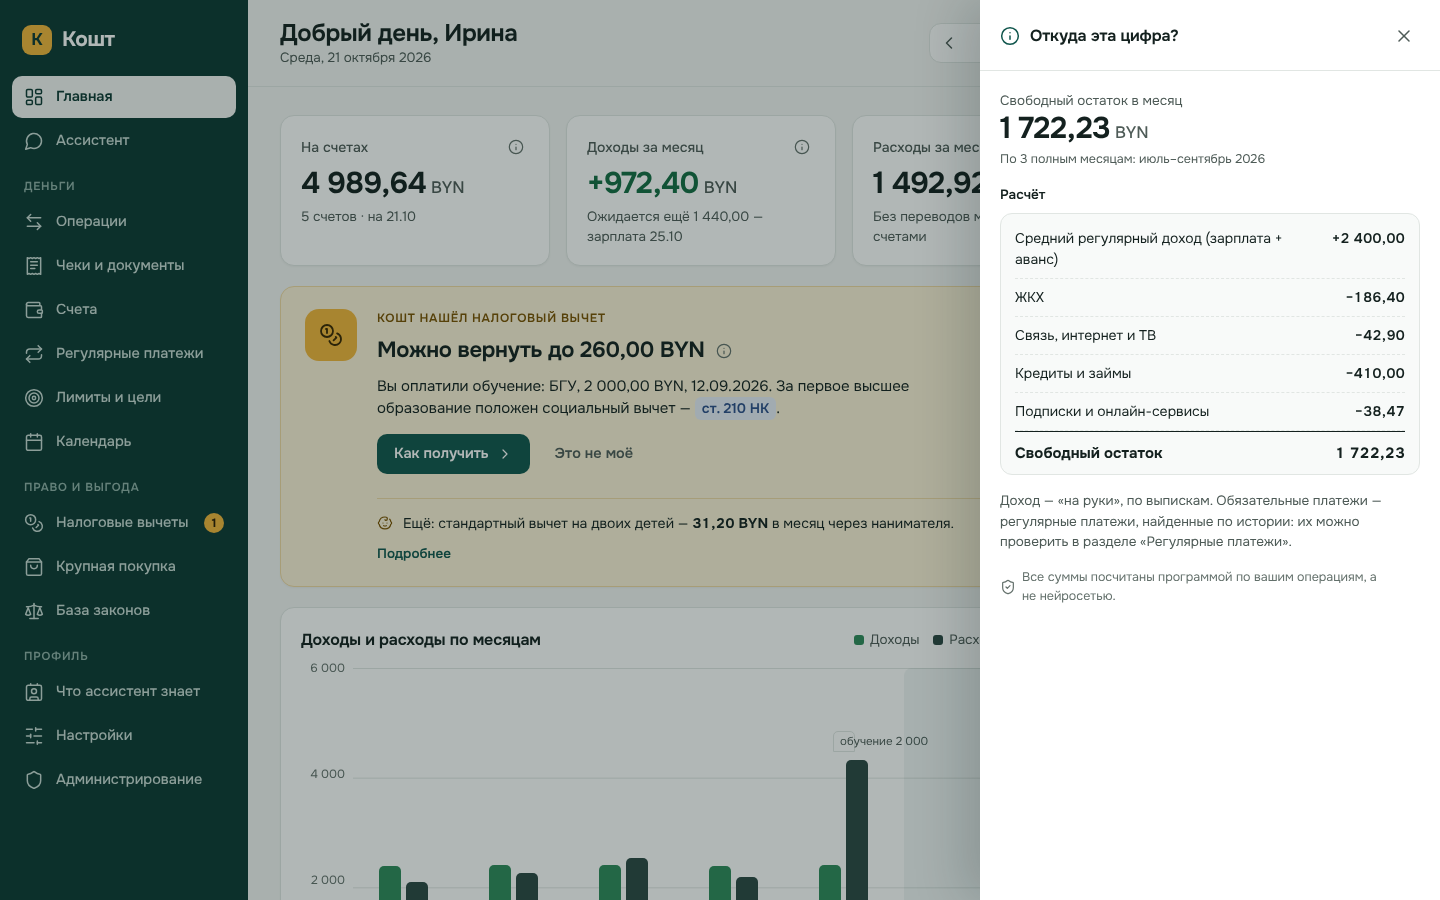 К Кошт
Главная
Ассистент
ДЕНЬГИ
Операции
Чеки и документы
Счета
Регулярные платежи
Лимиты и цели
Календарь
ПРАВО И ВЫГОДА
Налоговые вычеты 1
Крупная покупка
База законов
ПРОФИЛЬ
Что ассистент знает
Настройки
Администрирование
Добрый день, Ирина
Среда, 21 октября 2026
На счетах
4 989,64 BYN
5 счетов · на 21.10
Доходы за месяц
+972,40 BYN
Ожидается ещё 1 440,00 —
зарплата 25.10
Расходы за мес
1 492,92
Без переводов м
счетами
КОШТ НАШЁЛ НАЛОГОВЫЙ ВЫЧЕТ
Можно вернуть до 260,00 BYN
Вы оплатили обучение: БГУ, 2 000,00 BYN, 12.09.2026. За первое высшее
образование положен социальный вычет — ст. 210 НК .
Как получить
Это не моё
Ещё: стандартный вычет на двоих детей — 31,20 BYN в месяц через нанимателя.
Подробнее
Доходы и расходы по месяцам
Доходы
Расх
6 000
обучение 2 000
4 000
2 000
Откуда эта цифра?
Свободный остаток в месяц
1 722,23 BYN
По 3 полным месяцам: июль–сентябрь 2026
Расчёт
Средний регулярный доход (зарплата + +2 400,00
аванс)
ЖКХ −186,40
Связь, интернет и ТВ −42,90
Кредиты и займы −410,00
Подписки и онлайн-сервисы −38,47
Свободный остаток 1 722,23
Доход — «на руки», по выпискам. Обязательные платежи —
регулярные платежи, найденные по истории: их можно
проверить в разделе «Регулярные платежи».
Все суммы посчитаны программой по вашим операциям, а
не нейросетью.